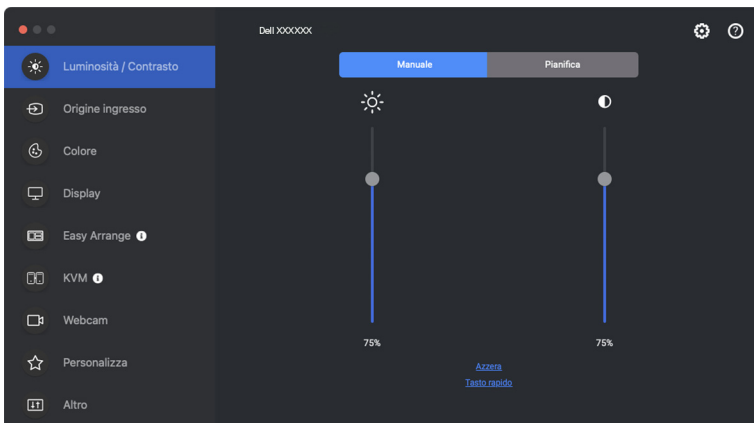 Dell XXXXXX
Luminosità / Contrasto
Origine ingresso
Colore
Display
Easy Arrange
KVM
Webcam
Personalizza
Altro
Manuale
Pianifica
75%
75%
Azzera
Tasto rapido